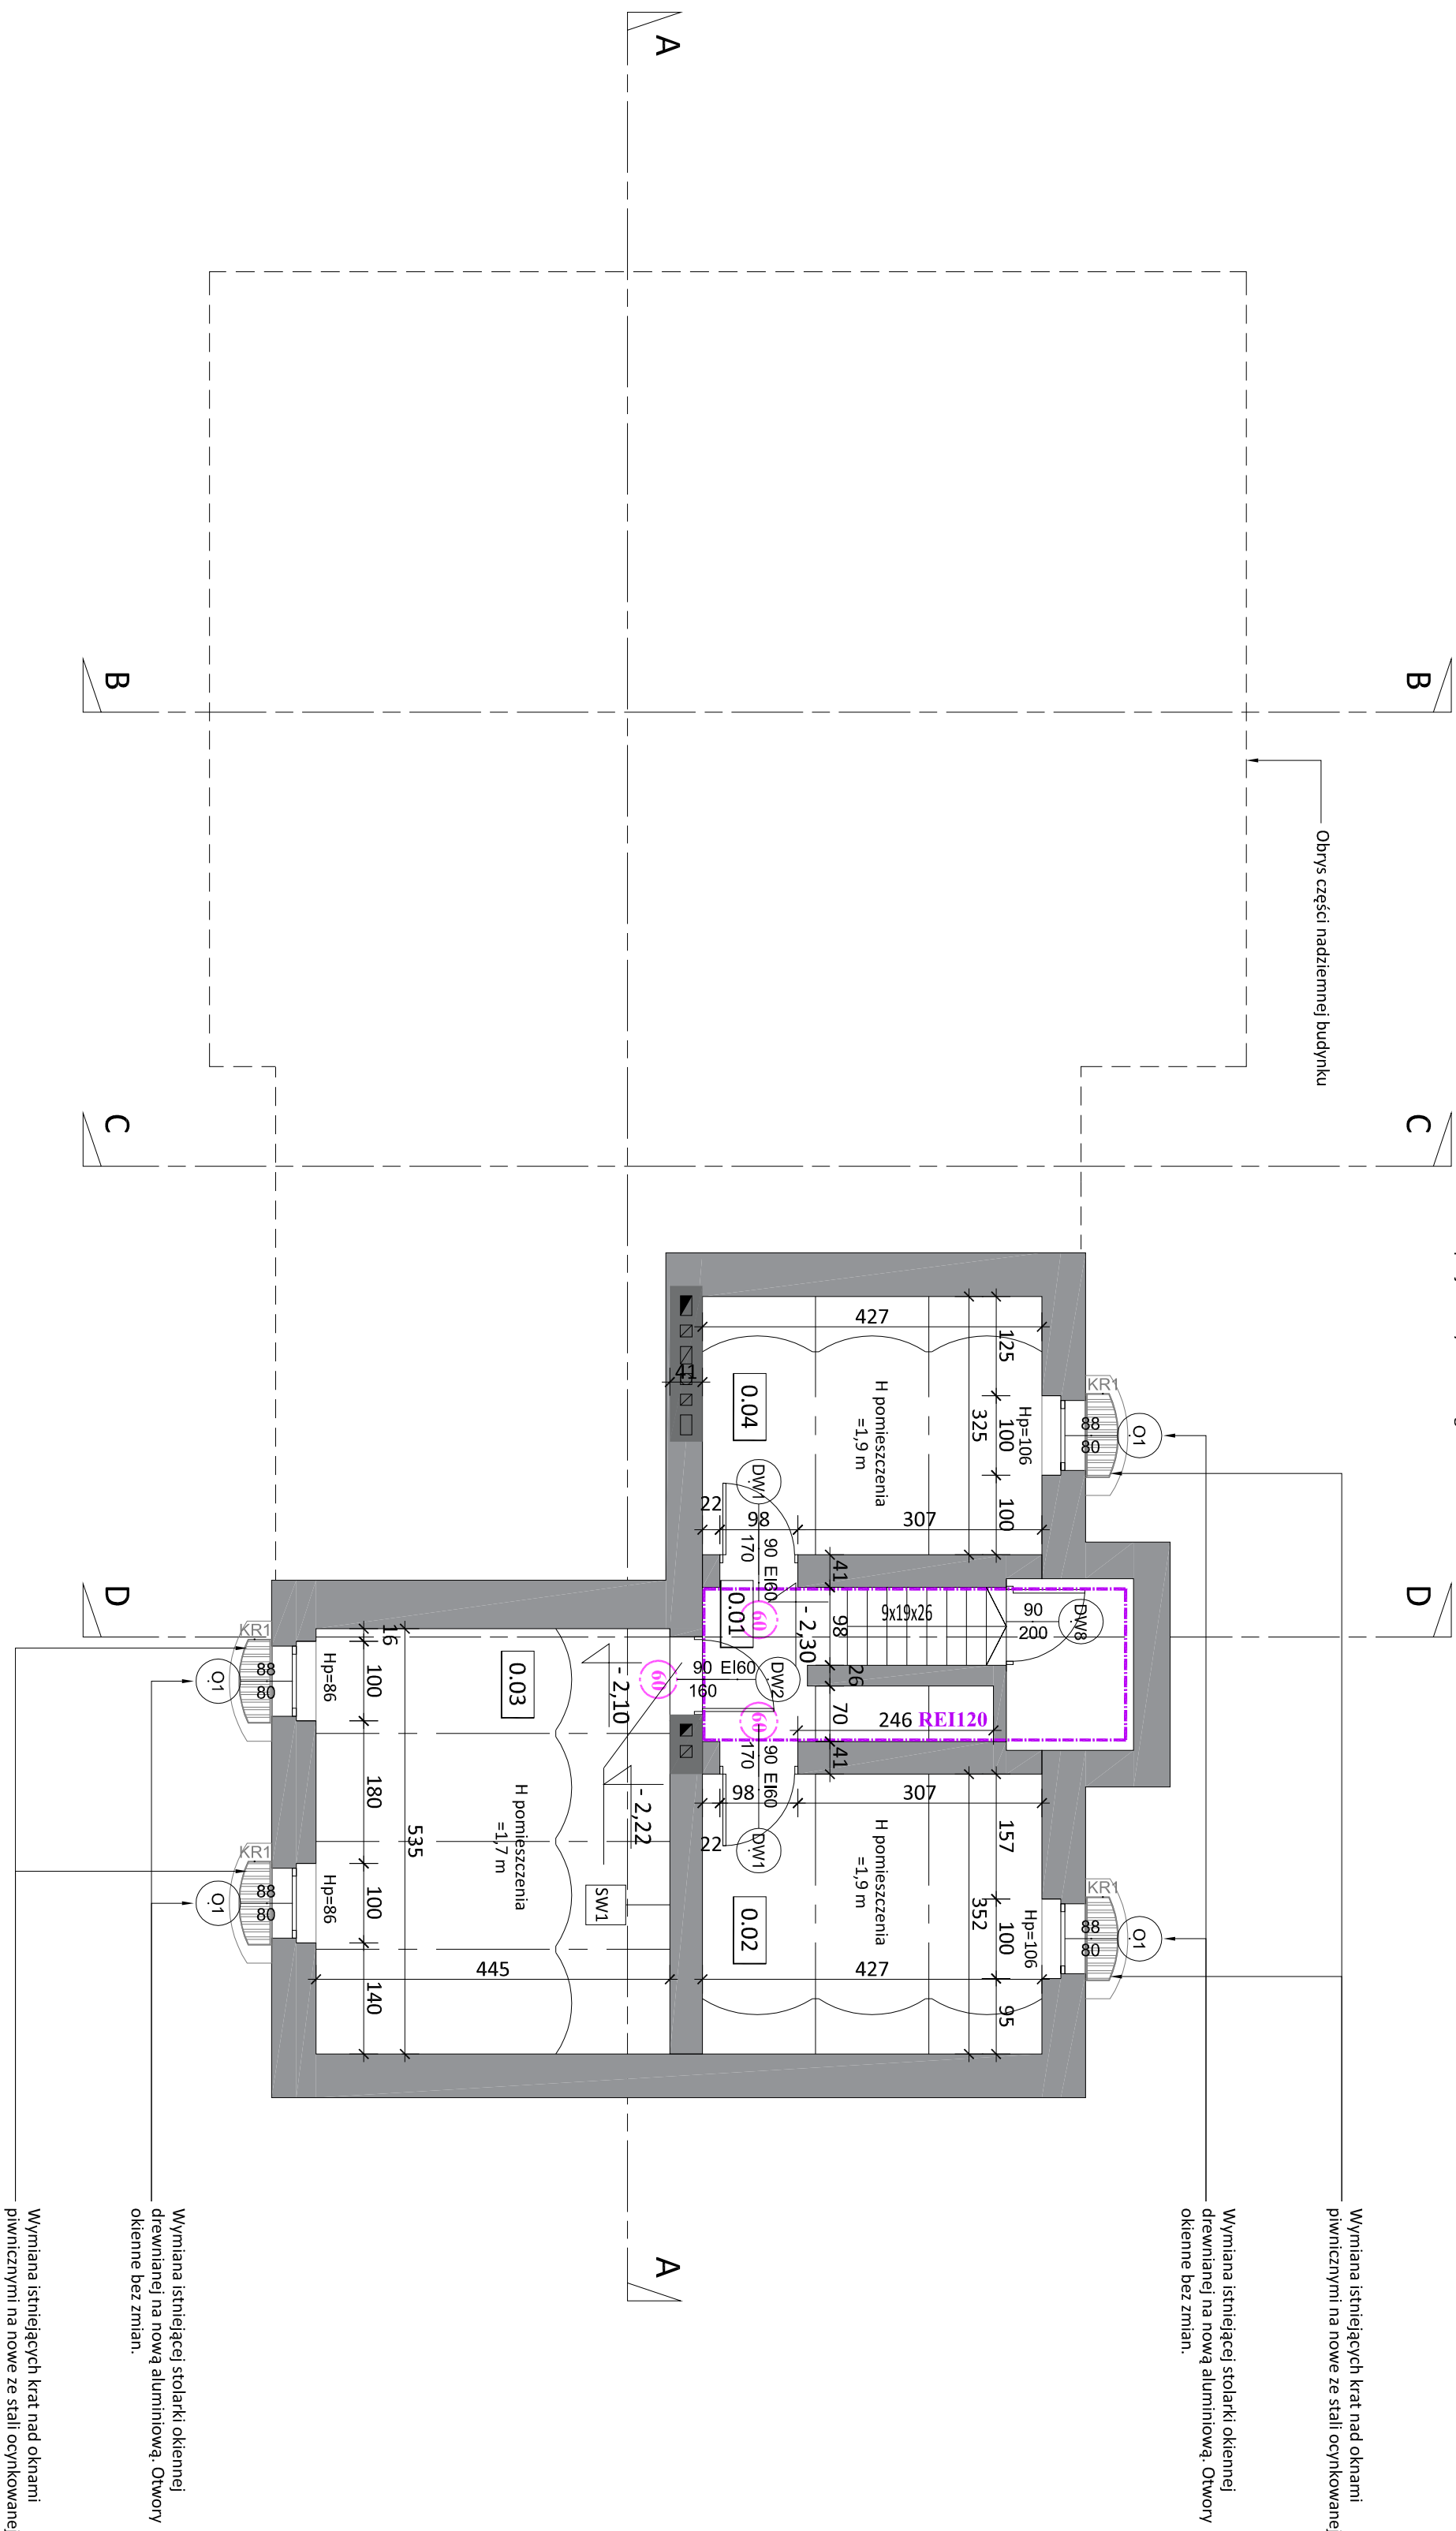 A
B
B
Obrys części nadziemnej budynku
C
C
D
D
427
125
325
100
100
Hp=106
H pomieszczenia
=1,9 m
0.04
41
KR1
88
80
O1
DW1
22
98
307
170
90 EI60
41
0.01
60
- 2,30
98
9x19x26
90
200
DW8
26
70
246
REI120
DW2
90 EI60
160
60
60
41
170
90 EI60
98
307
22
DW1
157
352
100
95
Hp=106
H pomieszczenia
=1,9 m
0.02
427
KR1
88
80
O1
16
100
180
100
140
535
445
Hp=86
Hp=86
0.03
- 2,10
- 2,22
H pomieszczenia
=1,7 m
SW1
KR1
88
80
O1
KR1
88
80
O1
A
Wymiana istniejących krat nad oknami
piwnicznymi na nowe ze stali ocynkowanej
Wymiana istniejącej stolarki okiennej
drewnianej na nową aluminiową. Otwory
okienne bez zmian.
Wymiana istniejącej stolarki okiennej
drewnianej na nową aluminiową. Otwory
okienne bez zmian.
Wymiana istniejących krat nad oknami
piwnicznymi na nowe ze stali ocynkowanej